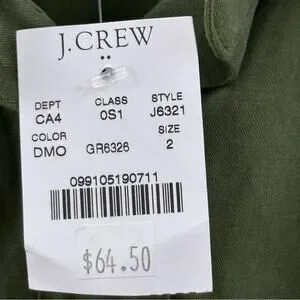 J.CREW
DEPT CLASS STYLE
CA4 0S1 J6321
COLOR SIZE
DMO GR6326 2
099105190711
$64.50